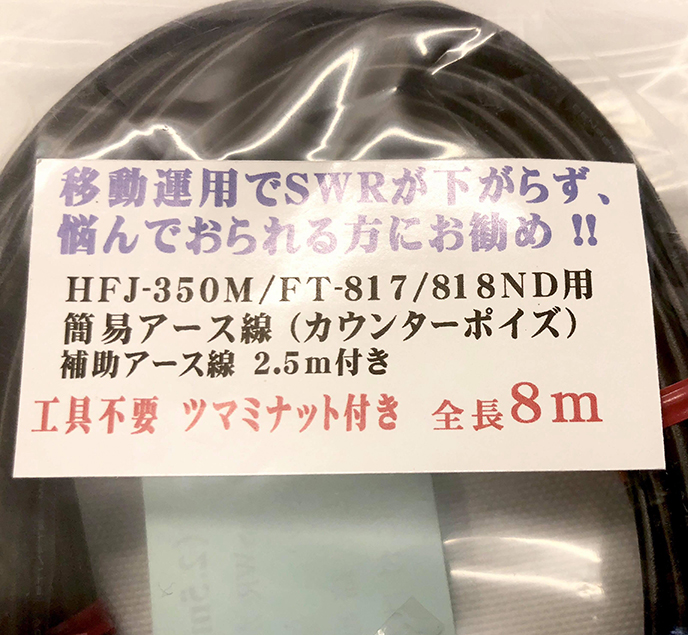 移動運用でSWRが下がらず、
悩んでおられる方にお勧め !!
HFJ-350M/FT-817/818ND用
簡易アース線 (カウンターポイズ)
補助アース線 2.5m付き
工具不要 ツマミナット付き 全長8m